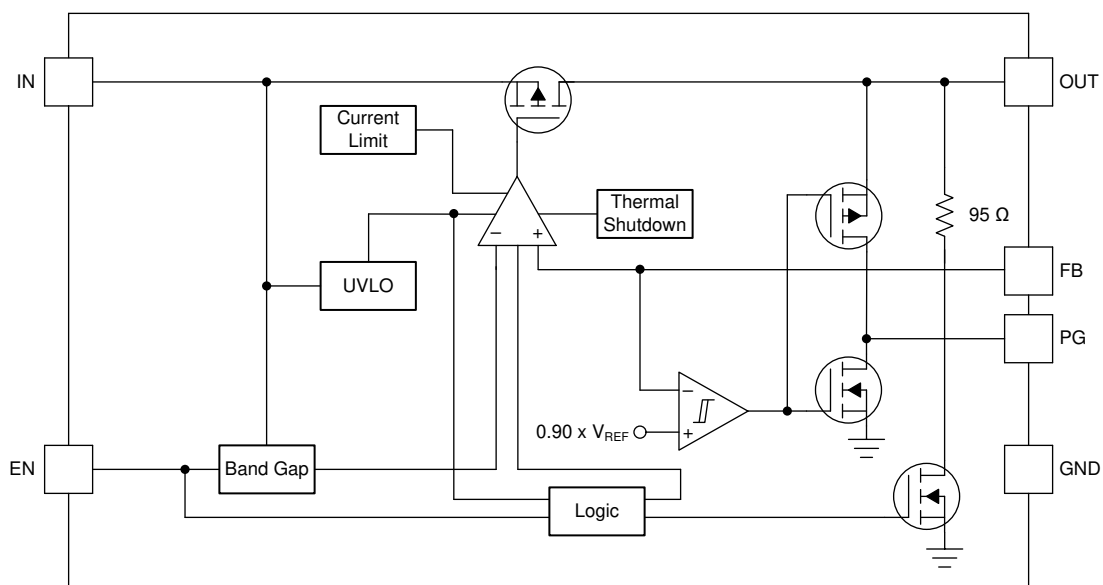 IN
OUT
Current
Limit
Thermal
Shutdown
95 Ω
−
+
UVLO
FB
PG
−
0.90 x V_REF
+
EN
Band Gap
GND
Logic